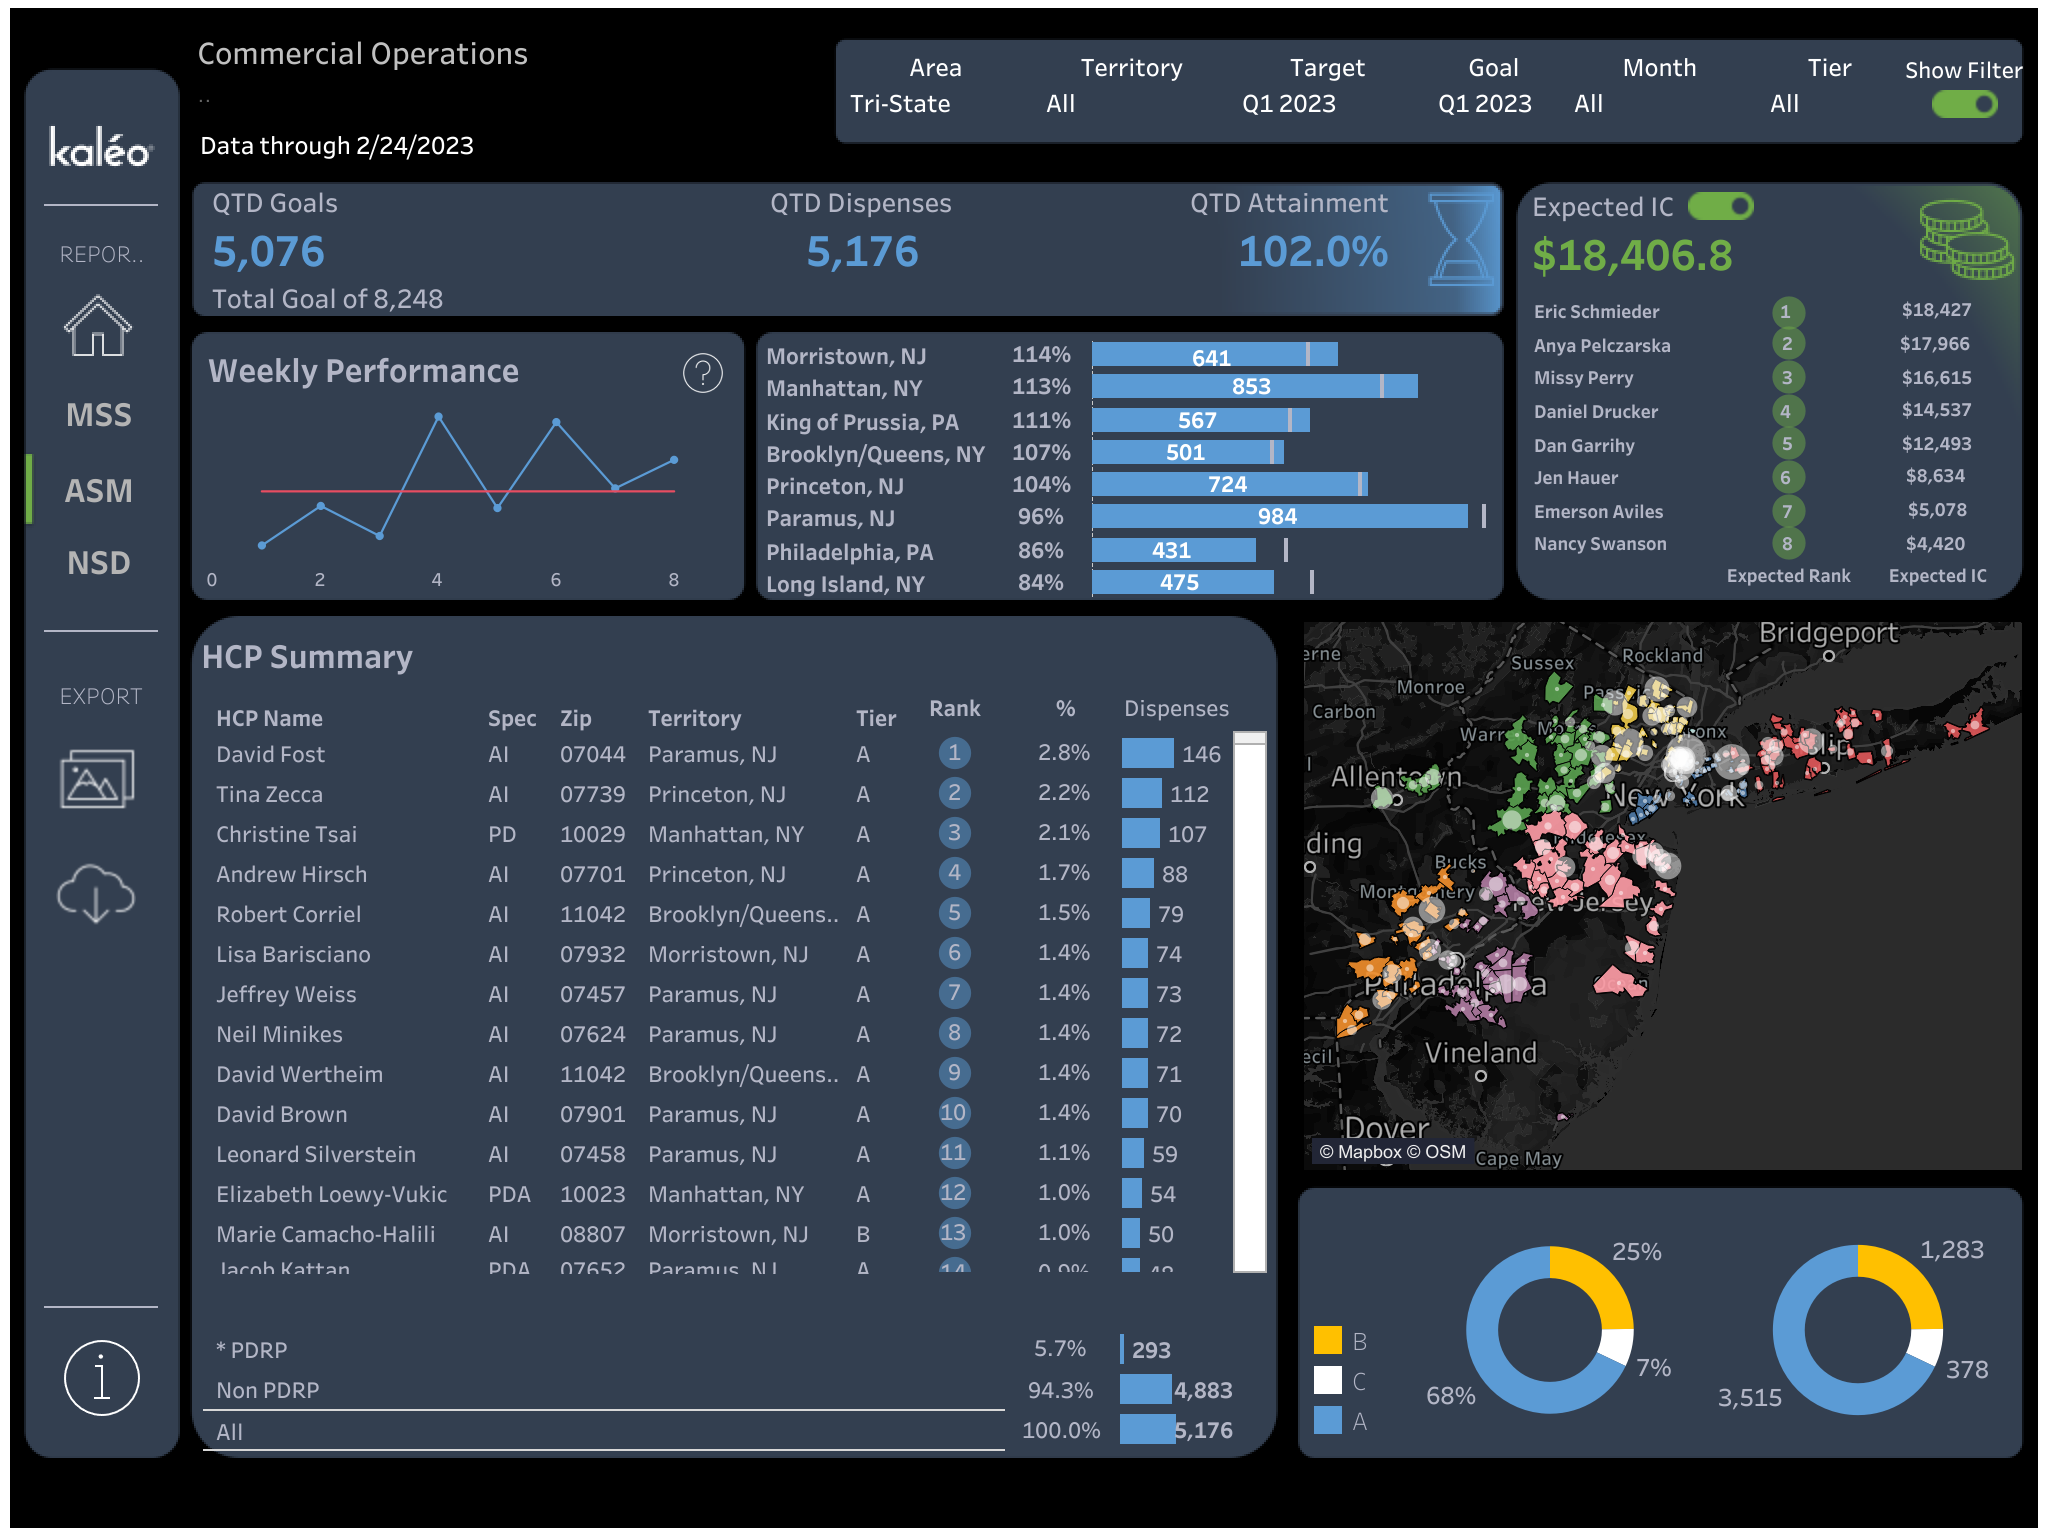 Commercial Operations
..
Data through 2/24/2023
Area Territory Target Goal Month Tier Show Filter
Tri-State All Q1 2023 Q1 2023 All All
kaléo
REPOR..
MSS
ASM
NSD
EXPORT
i
QTD Goals QTD Dispenses QTD Attainment
5,076 5,176 102.0%
Total Goal of 8,248
Expected IC
$18,406.8
Eric Schmieder 1 $18,427
Anya Pelczarska 2 $17,966
Missy Perry 3 $16,615
Daniel Drucker 4 $14,537
Dan Garrihy 5 $12,493
Jen Hauer 6 $8,634
Emerson Aviles 7 $5,078
Nancy Swanson 8 $4,420
Expected Rank Expected IC
Weekly Performance ?
0 2 4 6 8
Morristown, NJ 114% 641
Manhattan, NY 113% 853
King of Prussia, PA 111% 567
Brooklyn/Queens, NY 107% 501
Princeton, NJ 104% 724
Paramus, NJ 96% 984
Philadelphia, PA 86% 431
Long Island, NY 84% 475
HCP Summary
HCP Name Spec Zip Territory Tier Rank % Dispenses
David Fost AI 07044 Paramus, NJ A 1 2.8% 146
Tina Zecca AI 07739 Princeton, NJ A 2 2.2% 112
Christine Tsai PD 10029 Manhattan, NY A 3 2.1% 107
Andrew Hirsch AI 07701 Princeton, NJ A 4 1.7% 88
Robert Corriel AI 11042 Brooklyn/Queens.. A 5 1.5% 79
Lisa Barisciano AI 07932 Morristown, NJ A 6 1.4% 74
Jeffrey Weiss AI 07457 Paramus, NJ A 7 1.4% 73
Neil Minikes AI 07624 Paramus, NJ A 8 1.4% 72
David Wertheim AI 11042 Brooklyn/Queens.. A 9 1.4% 71
David Brown AI 07901 Paramus, NJ A 10 1.4% 70
Leonard Silverstein AI 07458 Paramus, NJ A 11 1.1% 59
Elizabeth Loewy-Vukic PDA 10023 Manhattan, NY A 12 1.0% 54
Marie Camacho-Halili AI 08807 Morristown, NJ B 13 1.0% 50
Jacob Kattan PDA 07652 Paramus, NJ A 14 0.9% 48
* PDRP 5.7% 293
Non PDRP 94.3% 4,883
All 100.0% 5,176
Bridgeport
erne
Sussex
Rockland
Monroe
Carbon
Warr
onx
Allentown
New York
ding
Bucks
New Jersey
Philadelphia
ecil
Vineland
Dover
© Mapbox © OSM
Cape May
25% 1,283
B
C 7% 378
68% 3,515
A